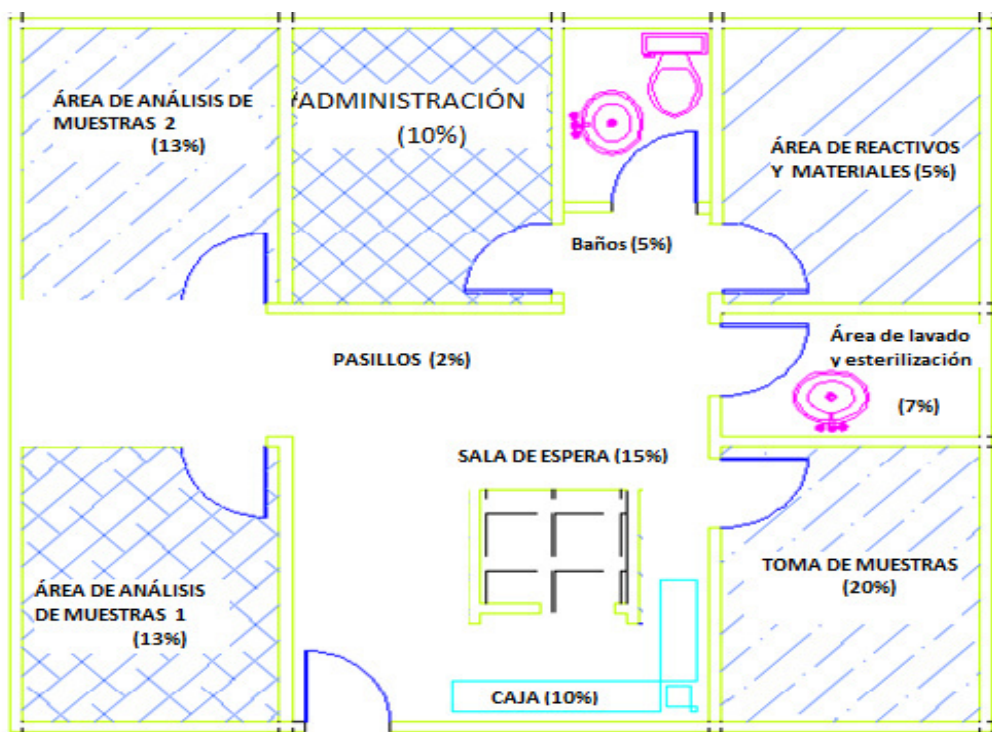 ÁREA DE ANÁLISIS DE
MUESTRAS 2
(13%)
ADMINISTRACIÓN
(10%)
ÁREA DE REACTIVOS
Y MATERIALES (5%)
Baños (5%)
PASILLOS (2%)
Área de lavado
y esterilización
(7%)
SALA DE ESPERA (15%)
ÁREA DE ANÁLISIS
DE MUESTRAS 1
(13%)
TOMA DE MUESTRAS
(20%)
CAJA (10%)